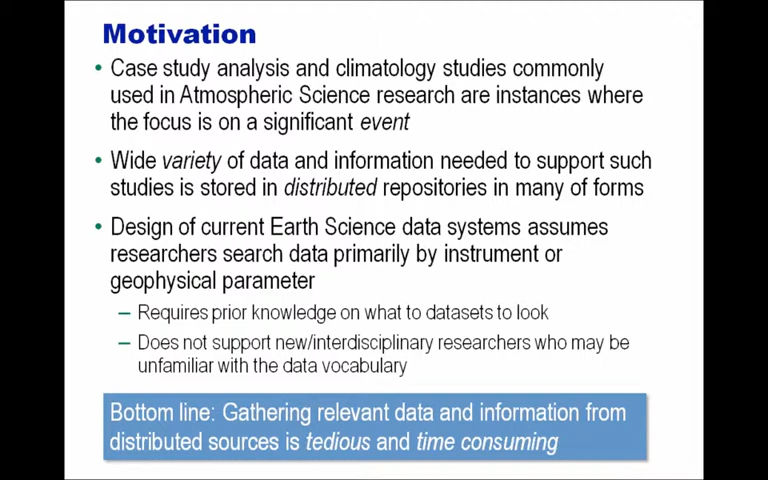 Motivation
• Case study analysis and climatology studies commonly
used in Atmospheric Science research are instances where
the focus is on a significant event
• Wide variety of data and information needed to support such
studies is stored in distributed repositories in many of forms
• Design of current Earth Science data systems assumes
researchers search data primarily by instrument or
geophysical parameter
– Requires prior knowledge on what to datasets to look
– Does not support new/interdisciplinary researchers who may be
unfamiliar with the data vocabulary
Bottom line: Gathering relevant data and information from
distributed sources is tedious and time consuming